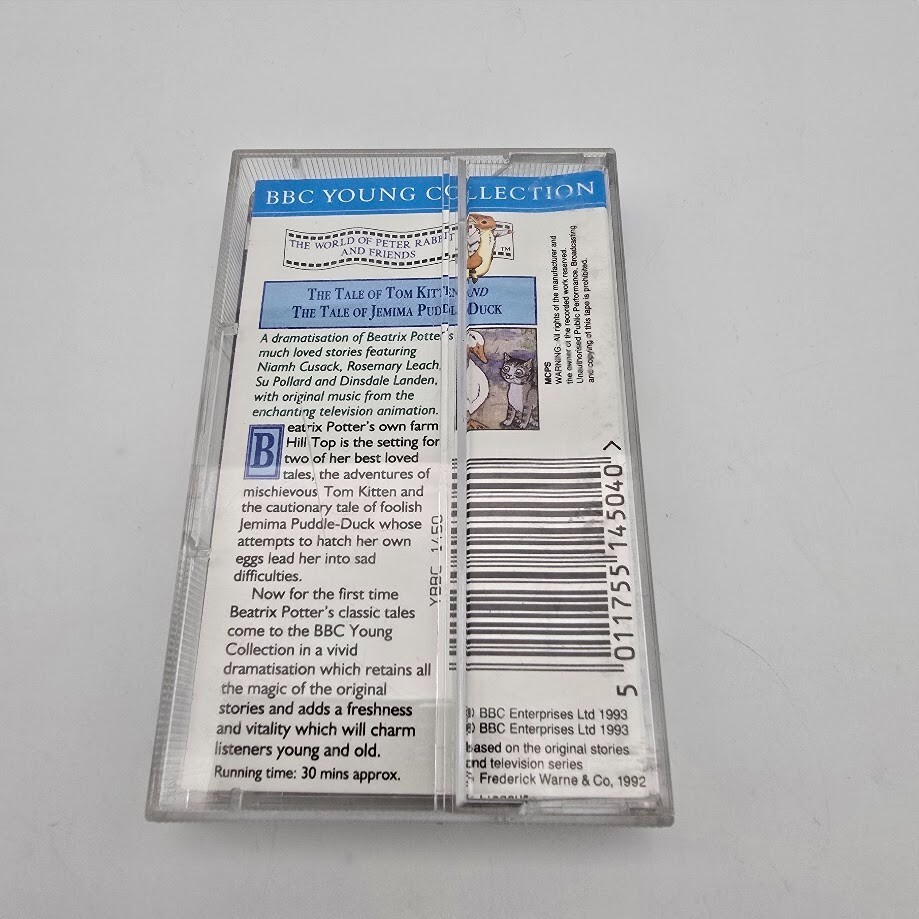 BBC YOUNG COLLECTION
THE WORLD OF PETER RABBIT
AND FRIENDS
TM
THE TALE OF TOM KITTEN AND
THE TALE OF JEMIMA PUDDLE-DUCK
A dramatisation of Beatrix Potter's
much loved stories featuring
Niamh Cusack, Rosemary Leach,
Su Pollard and Dinsdale Landen,
with original music from the
enchanting television animation.
Beatrix Potter's own farm
Hill Top is the setting for
two of her best loved
tales, the adventures of
mischievous Tom Kitten and
the cautionary tale of foolish
Jemima Puddle-Duck whose
attempts to hatch her own
eggs lead her into sad
difficulties.
Now for the first time
Beatrix Potter's classic tales
come to the BBC Young
Collection in a vivid
dramatisation which retains all
the magic of the original
stories and adds a freshness
and vitality which will charm
listeners young and old.
Running time: 30 mins approx.
MCPS
WARNING. All rights of the manufacturer and
the owner of the recorded work reserved.
Unauthorised Public Performance, Broadcasting
and copying of this tape is prohibited.
YBBC 1450
5 011755 145040 >
BBC Enterprises Ltd 1993
BBC Enterprises Ltd 1993
based on the original stories
and television series
Frederick Warne & Co, 1992